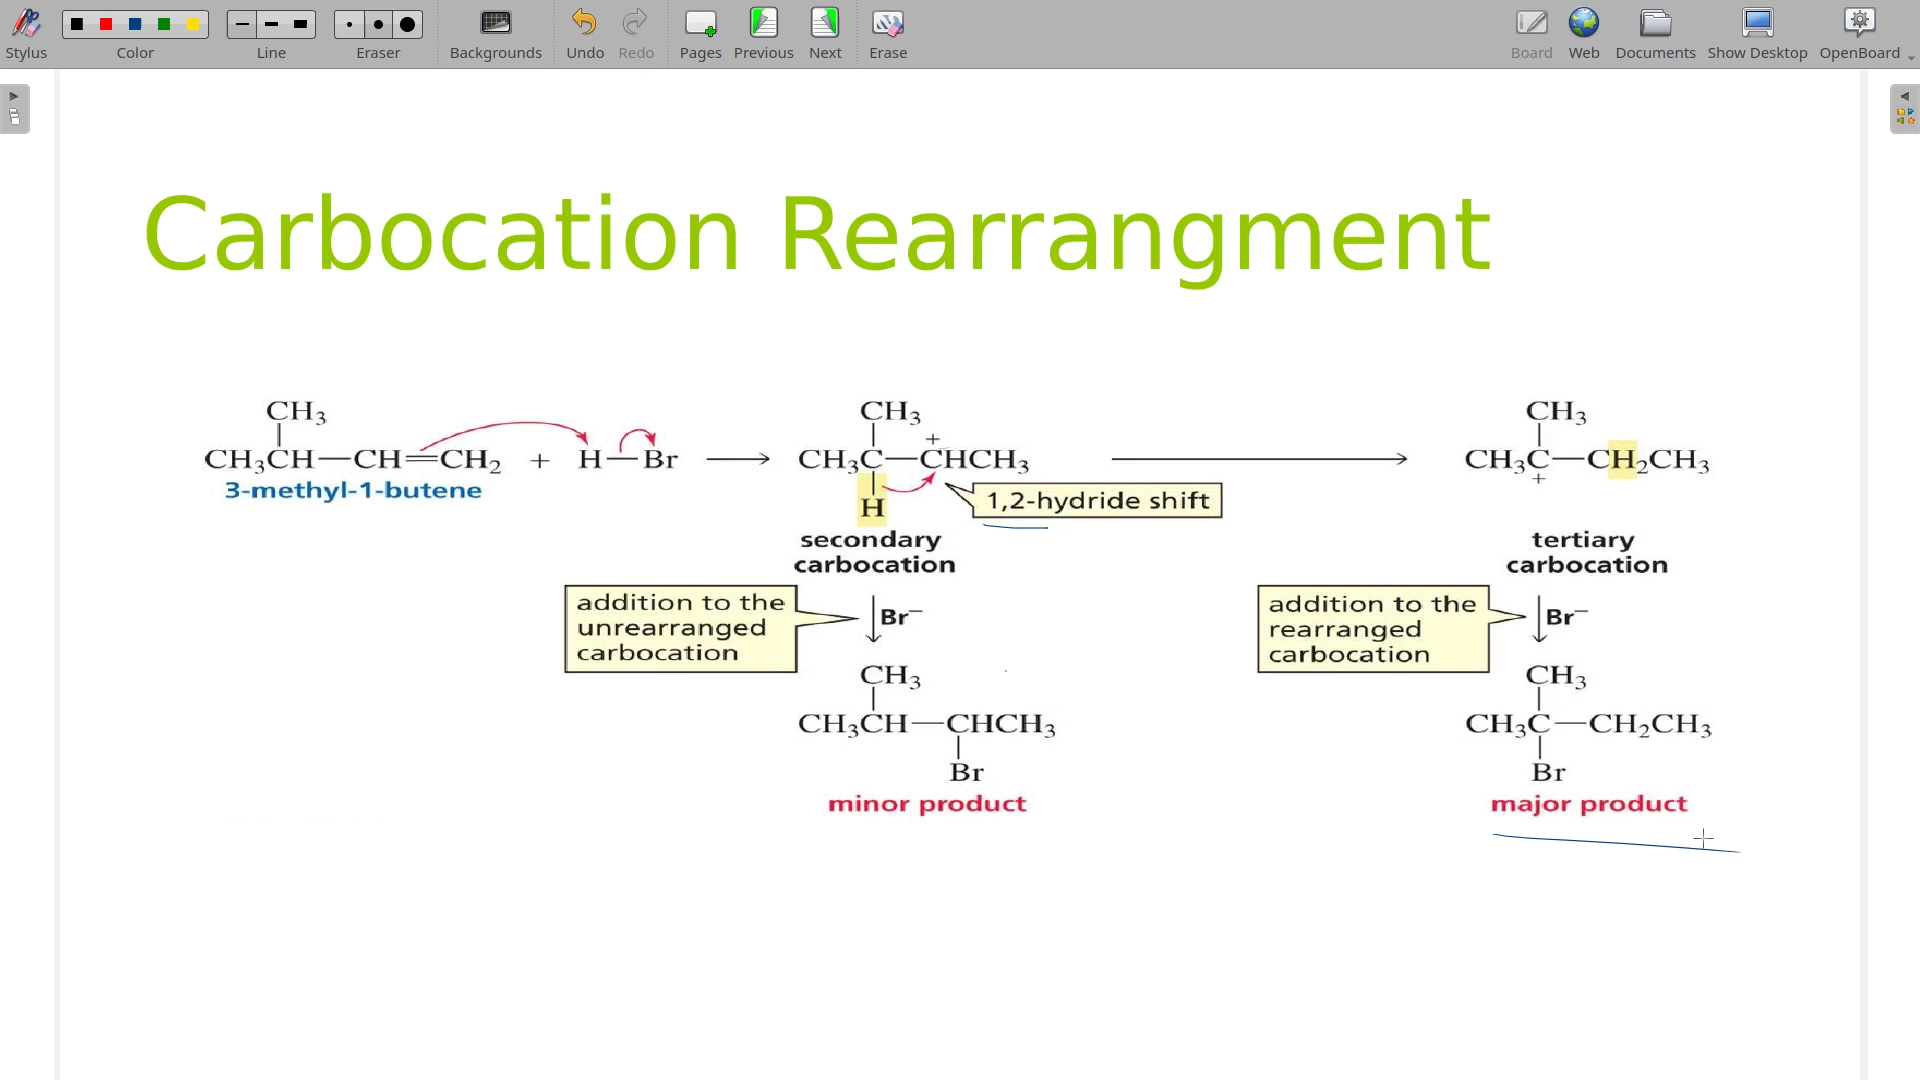 Stylus Color Line Eraser Backgrounds Undo Redo Pages Previous Next Erase Board Web Documents Show Desktop OpenBoard
Carbocation Rearrangment
CH₃ CH₃ CH₃
CH₃CH—CH═CH₂ + H—Br ⟶ CH₃C—CHCH₃ ⟶ CH₃C—CH₂CH₃
+ +
3-methyl-1-butene
H
1,2-hydride shift
secondary
carbocation
tertiary
carbocation
addition to the
unrearranged
carbocation
Br⁻
addition to the
rearranged
carbocation
Br⁻
CH₃
CH₃CH—CHCH₃
Br
minor product
CH₃
CH₃C—CH₂CH₃
Br
major product